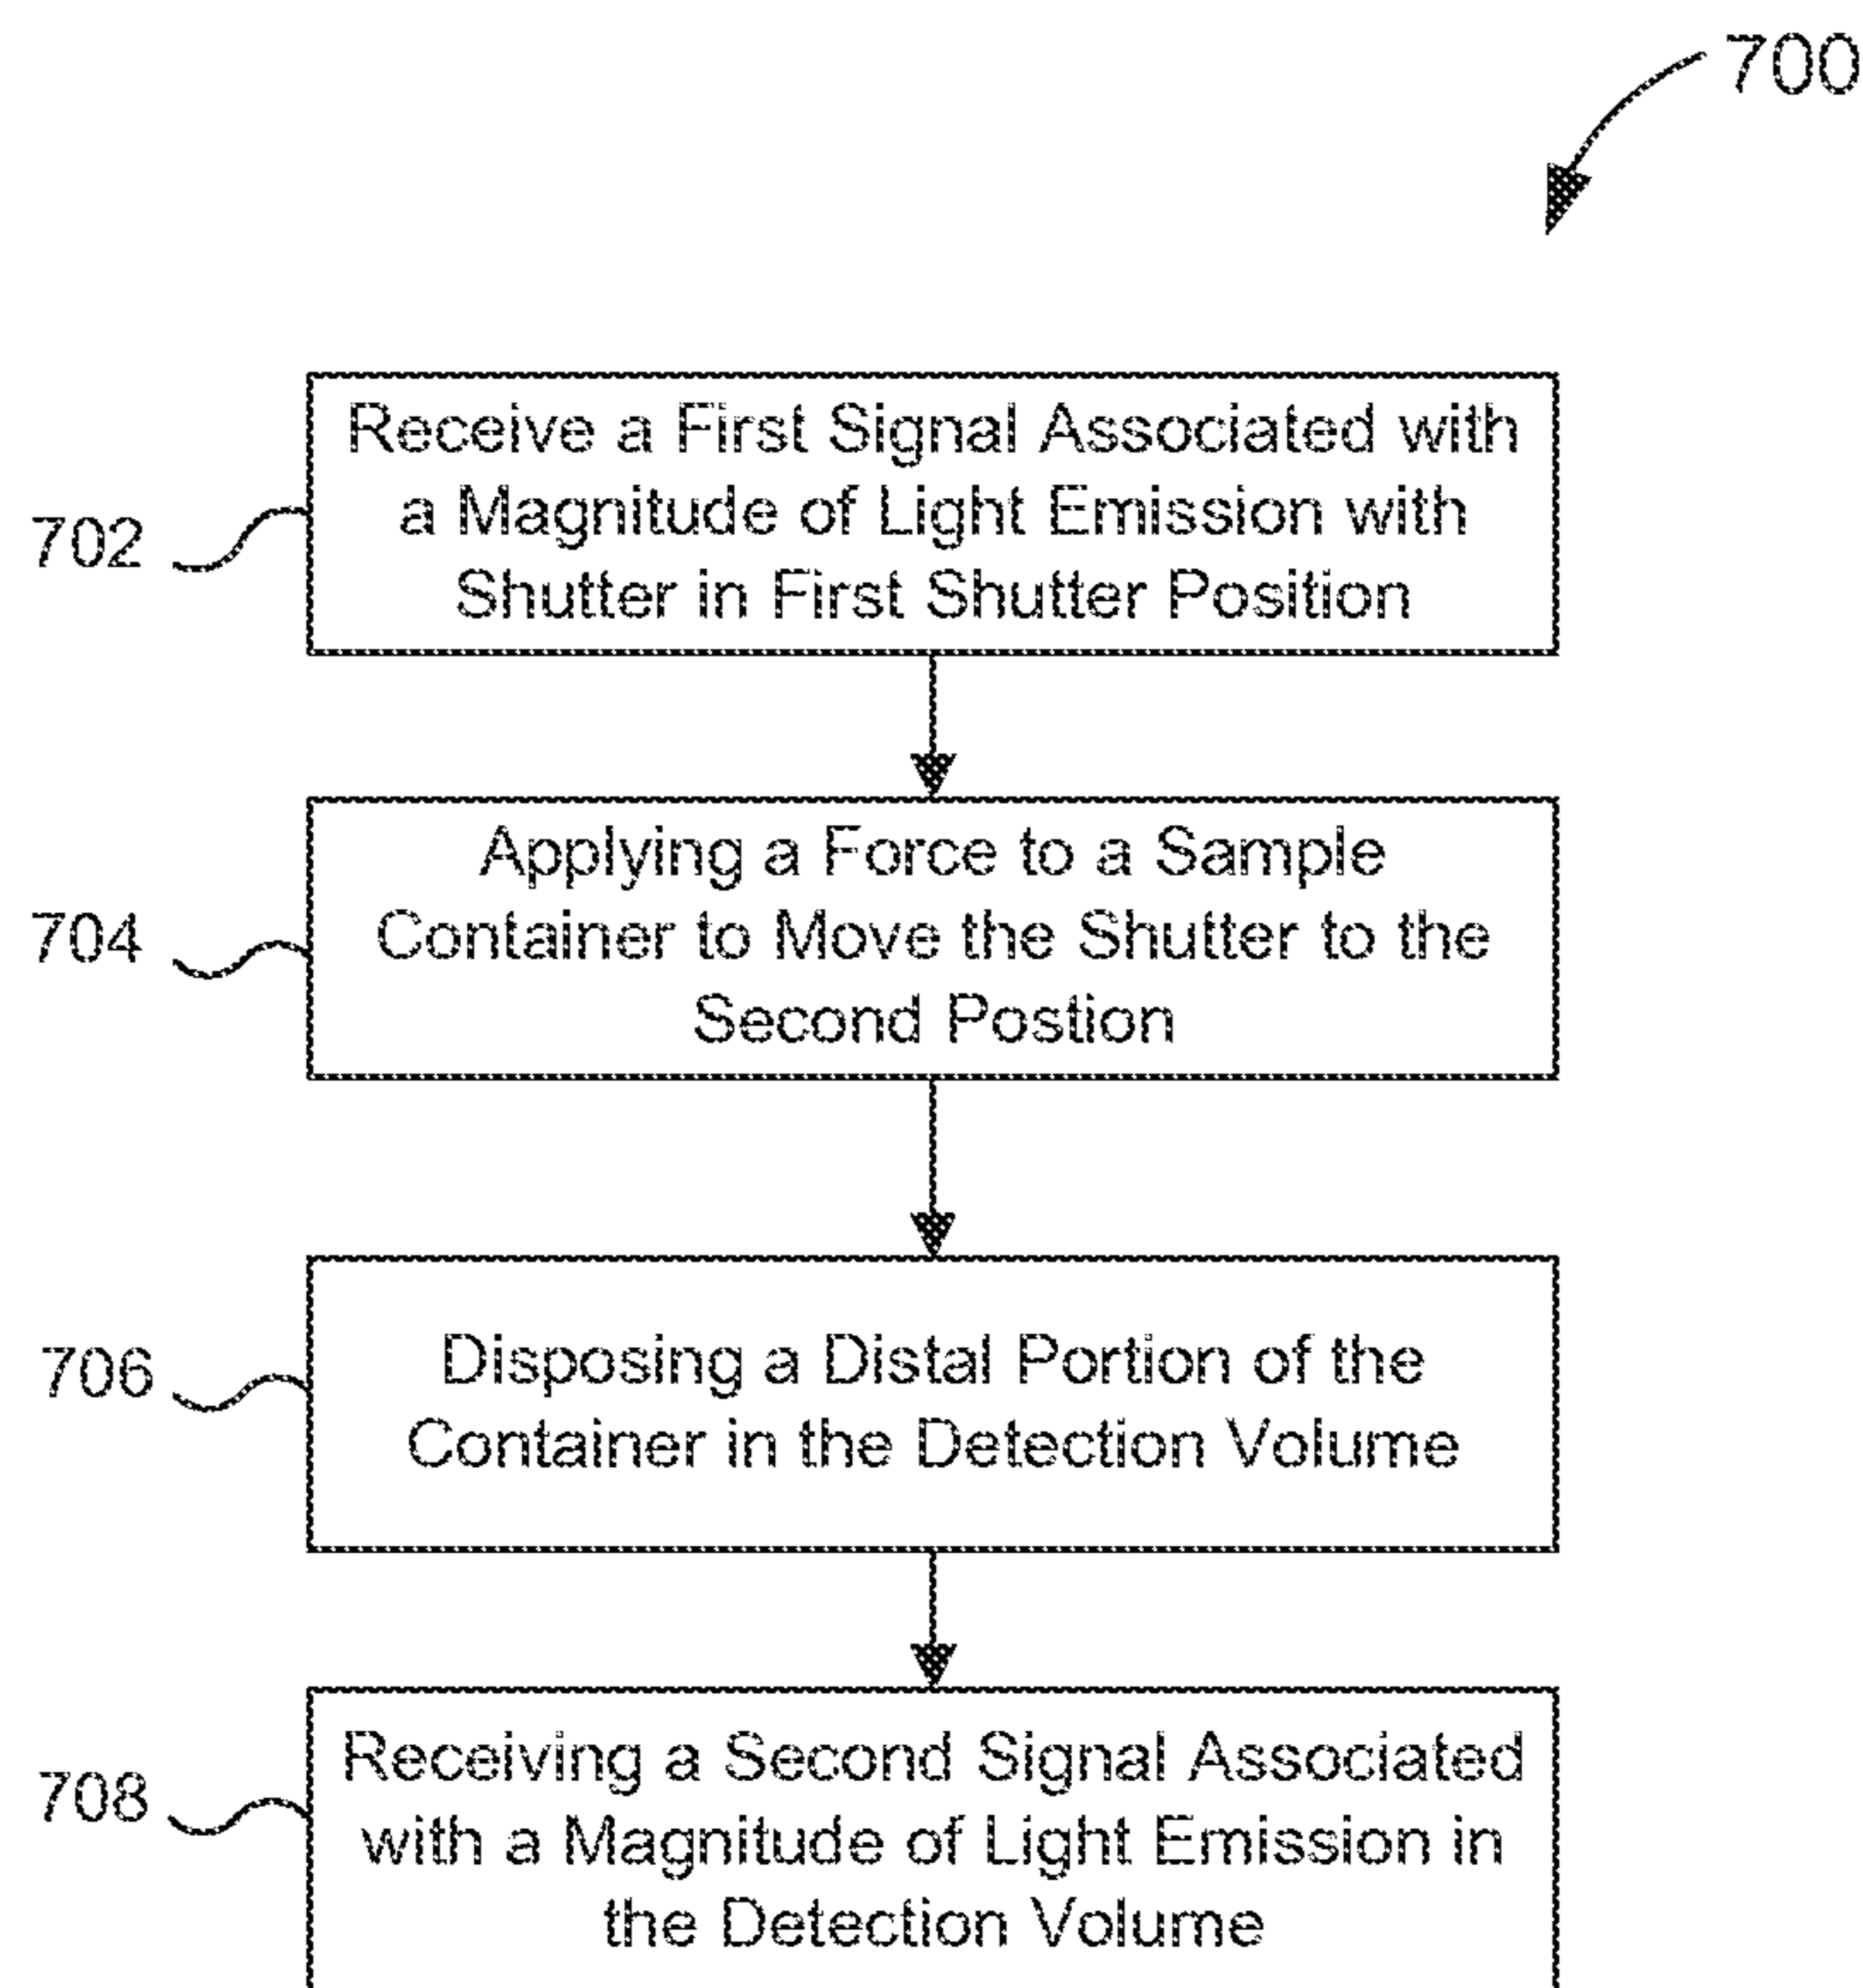 700
702
Receive a First Signal Associated with
a Magnitude of Light Emission with
Shutter in First Shutter Position
704
Applying a Force to a Sample
Container to Move the Shutter to the
Second Postion
706
Disposing a Distal Portion of the
Container in the Detection Volume
708
Receiving a Second Signal Associated
with a Magnitude of Light Emission in
the Detection Volume